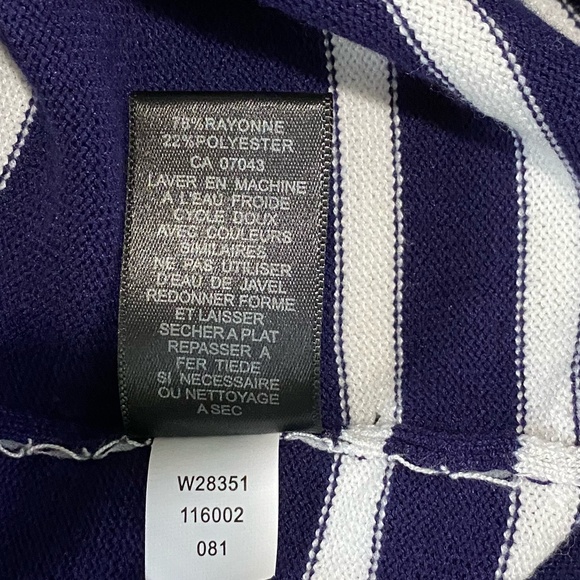 78%RAYONNE
22%POLYESTER
CA 07043
LAVER EN MACHINE
A L'EAU FROIDE
CYCLE DOUX
AVEC COULEURS
SIMILAIRES
NE PAS UTILISER
D'EAU DE JAVEL
REDONNER FORME
ET LAISSER
SECHER A PLAT
REPASSER A
FER TIEDE
SI NECESSAIRE
OU NETTOYAGE
A SEC
W28351
116002
081